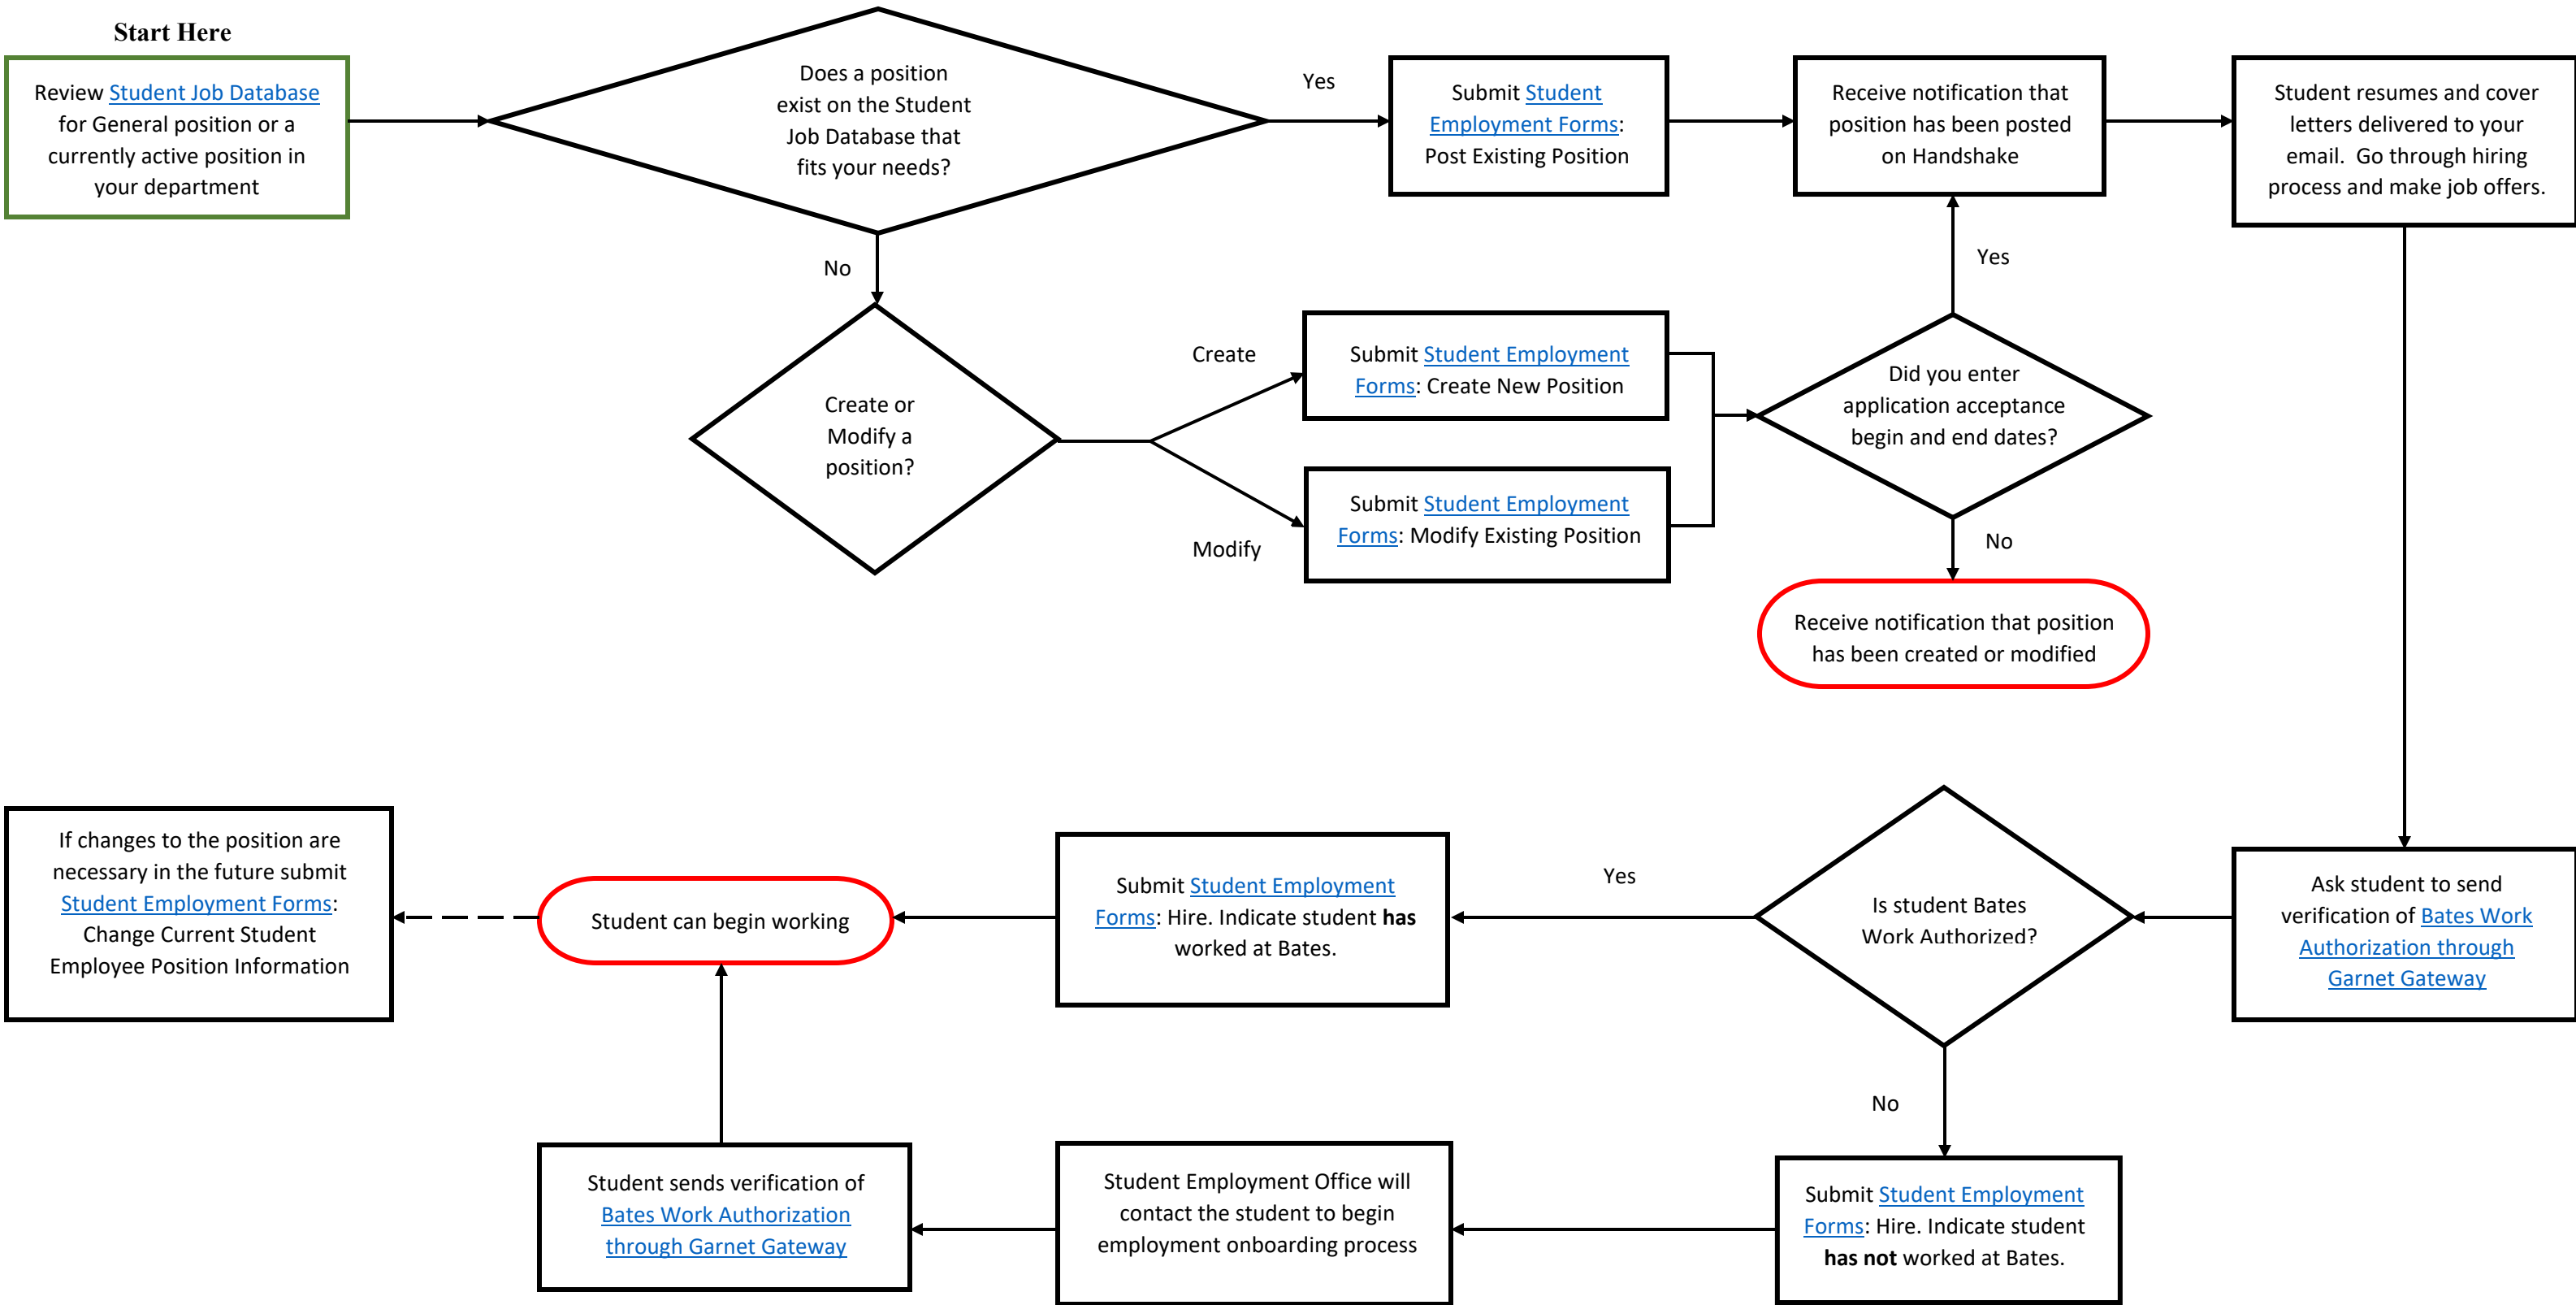 Start Here
Review Student Job Database
for General position or a
currently active position in
your department
Does a position
exist on the Student
Job Database that
fits your needs?
Yes
Submit Student
Employment Forms:
Post Existing Position
Receive notification that
position has been posted
on Handshake
Student resumes and cover
letters delivered to your
email.  Go through hiring
process and make job offers.
No
Create or
Modify a
position?
Create
Submit Student Employment
Forms: Create New Position
Modify
Submit Student Employment
Forms: Modify Existing Position
Did you enter
application acceptance
begin and end dates?
Yes
No
Receive notification that position
has been created or modified
Ask student to send
verification of Bates Work
Authorization through
Garnet Gateway
Is student Bates
Work Authorized?
Yes
Submit Student Employment
Forms: Hire. Indicate student has
worked at Bates.
Student can begin working
If changes to the position are
necessary in the future submit
Student Employment Forms:
Change Current Student
Employee Position Information
No
Submit Student Employment
Forms: Hire. Indicate student
has not worked at Bates.
Student Employment Office will
contact the student to begin
employment onboarding process
Student sends verification of
Bates Work Authorization
through Garnet Gateway